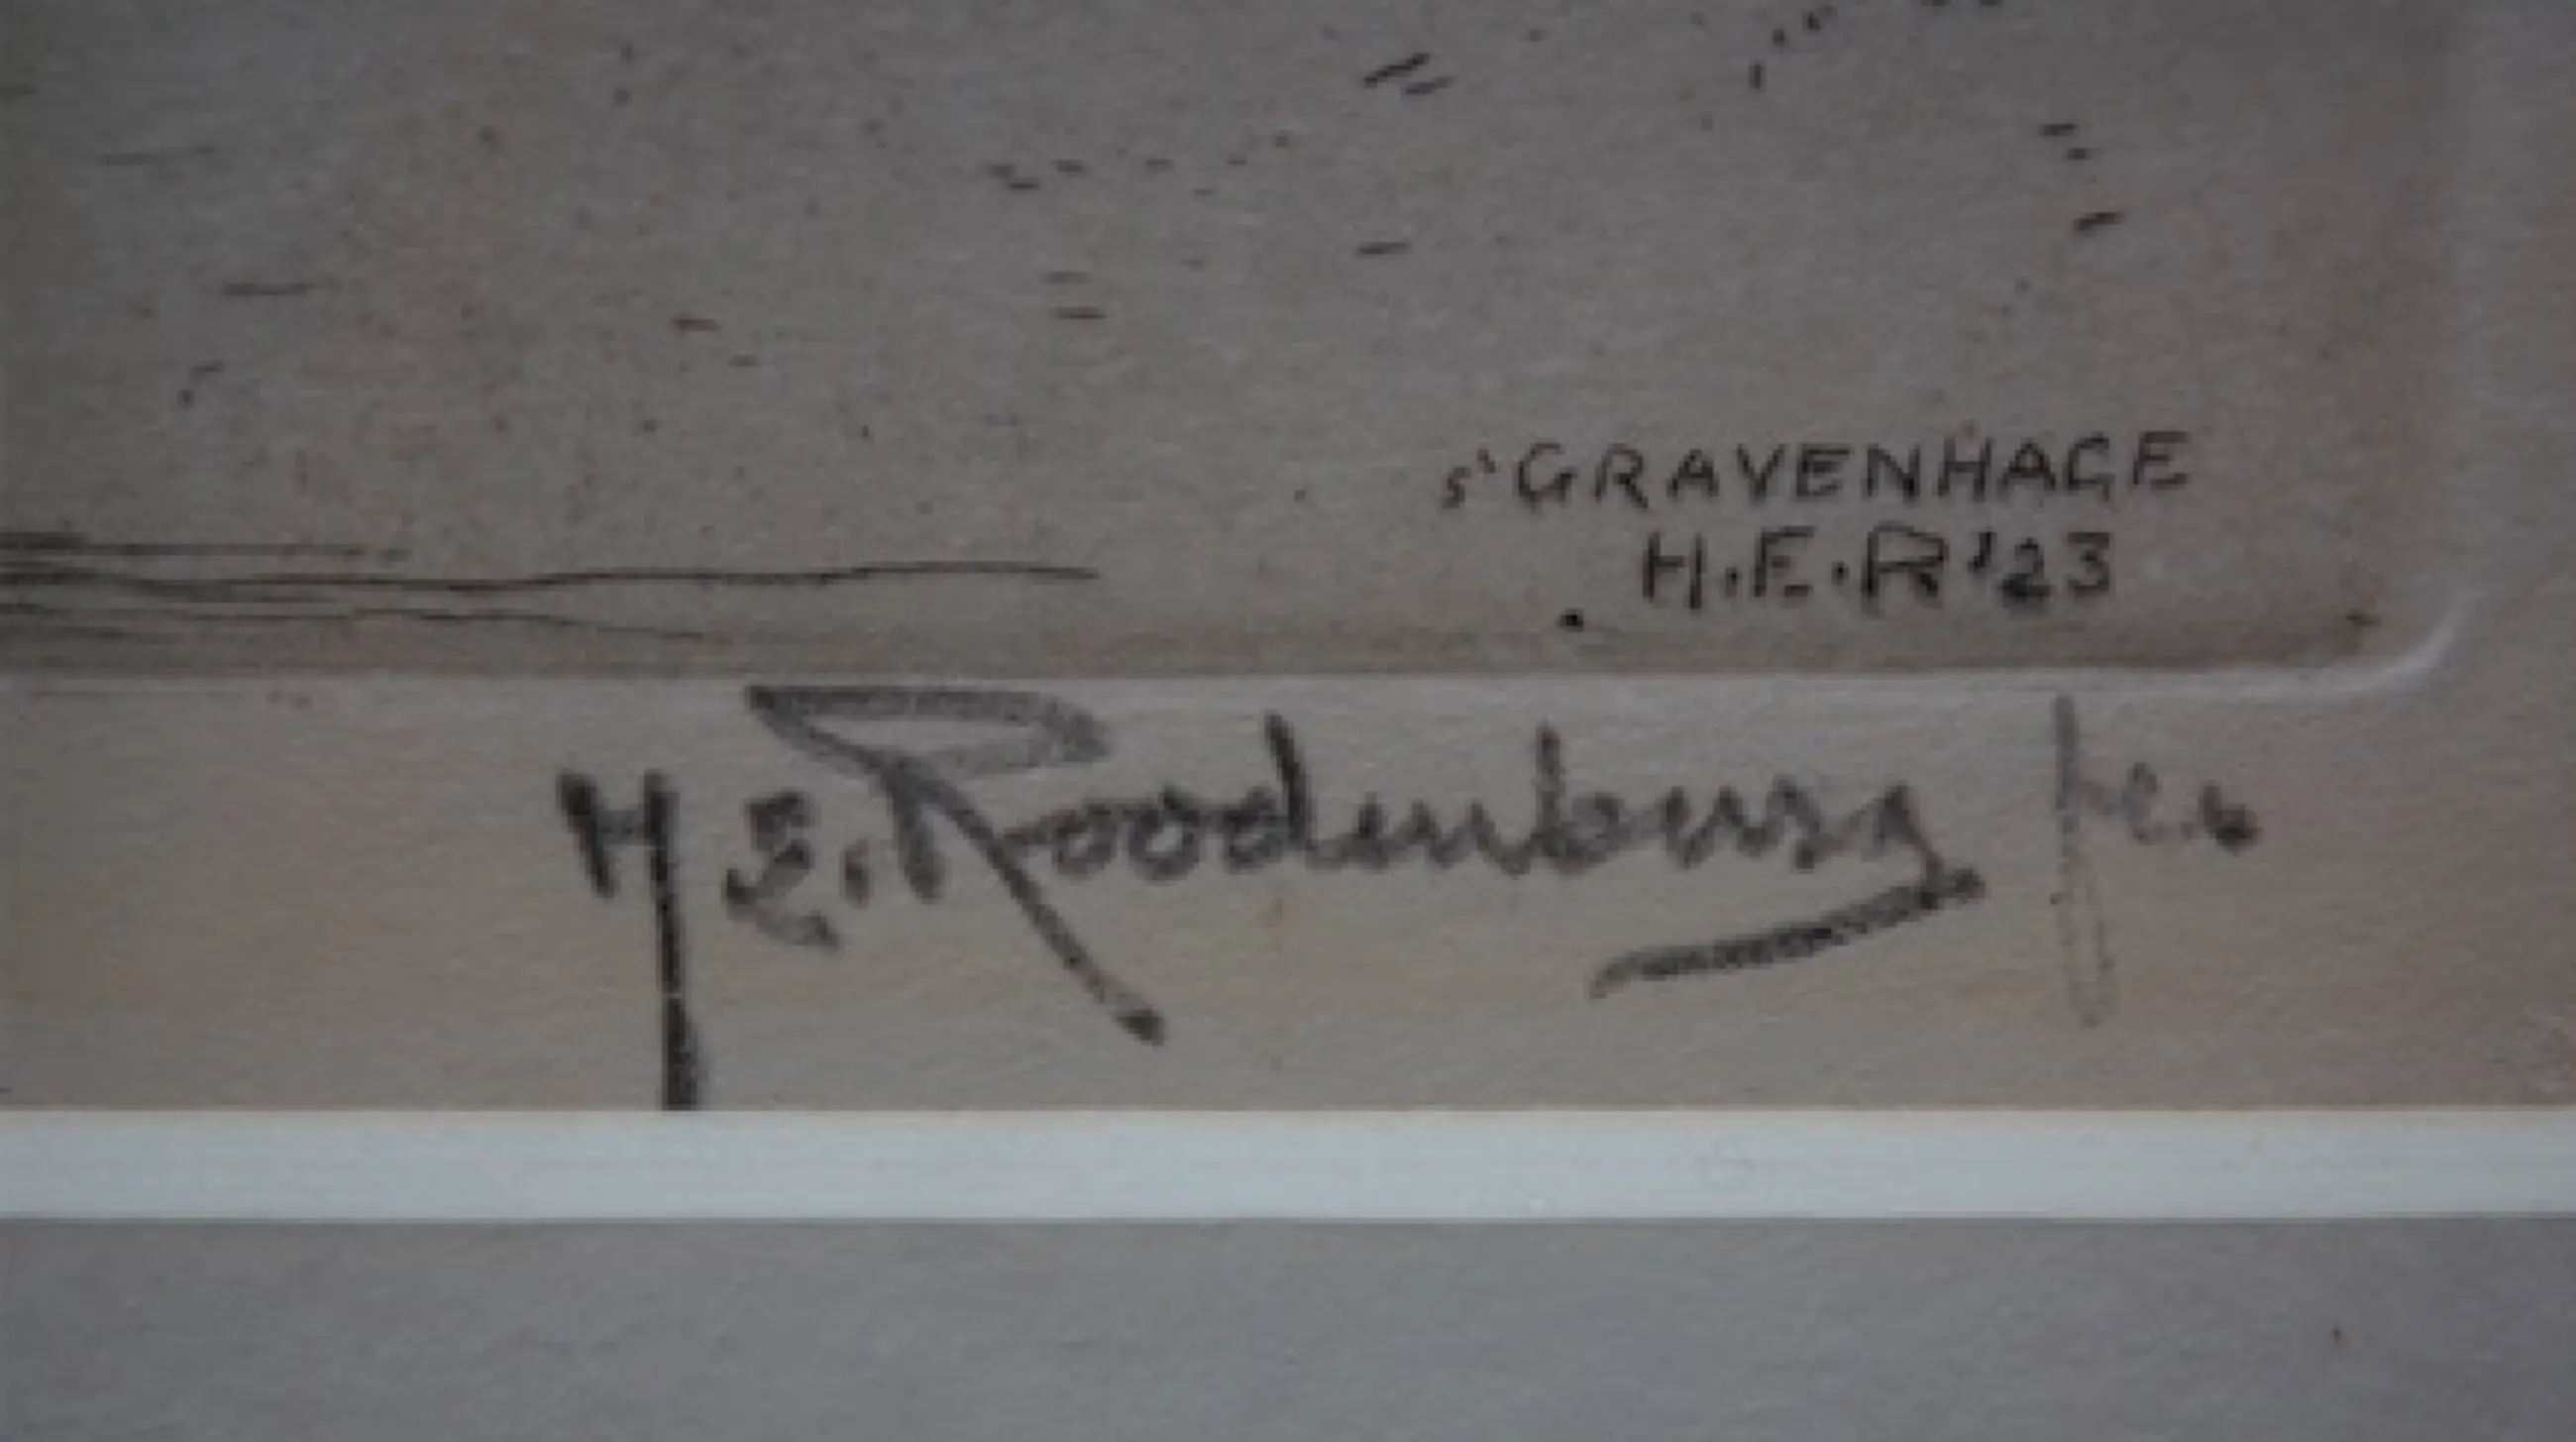 s'GRAVENHAGE
H.E.R '23
H.E. Roodenburg fec.